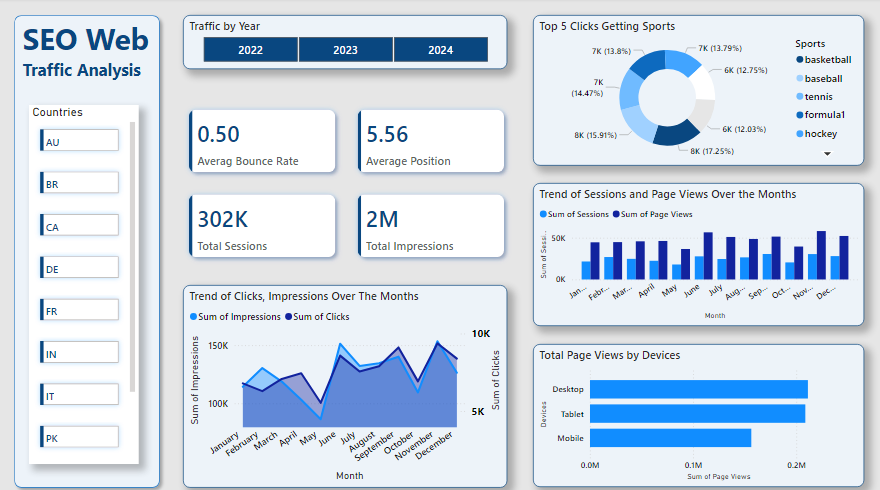 SEO Web
Traffic Analysis
Countries
AU
BR
CA
DE
FR
IN
IT
PK
Traffic by Year
2022
2023
2024
0.50
Averag Bounce Rate
5.56
Average Position
302K
Total Sessions
2M
Total Impressions
Trend of Clicks, Impressions Over The Months
Sum of Impressions Sum of Clicks
Sum of Impressions
150K
100K
10K
5K
Sum of Clicks
January
February
March
April
May
June
July
August
September
October
November
December
Month
Top 5 Clicks Getting Sports
7K (13.8%)
7K (13.79%)
6K (12.75%)
7K
(14.47%)
6K (12.03%)
8K (15.91%)
8K (17.25%)
Sports
basketball
baseball
tennis
formula1
hockey
Trend of Sessions and Page Views Over the Months
Sum of Sessions Sum of Page Views
Sum of Sessi...
50K
0K
Jan...
Febr...
Mar...
April
May
June
July
Aug...
Sep...
Oct...
Nov...
Dec...
Month
Total Page Views by Devices
Devices
Desktop
Tablet
Mobile
0.0M
0.1M
0.2M
Sum of Page Views